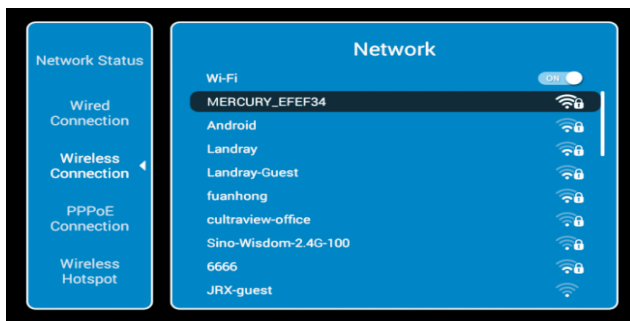 Network Status
Wired
Connection
Wireless
Connection
PPPoE
Connection
Wireless
Hotspot
Network
Wi-Fi ON
MERCURY_EFEF34
Android
Landray
Landray-Guest
fuanhong
cultraview-office
Sino-Wisdom-2.4G-100
6666
JRX-guest